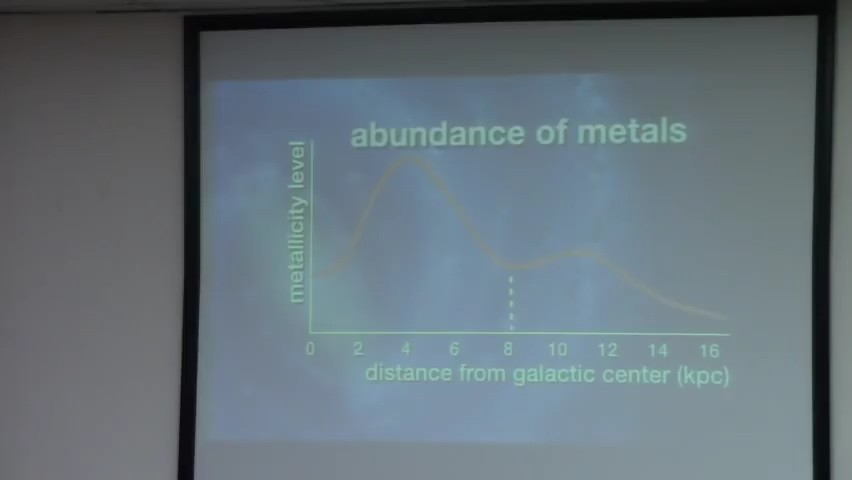 abundance of metals
metallicity level
0 2 4 6 8 10 12 14 16
distance from galactic center (kpc)